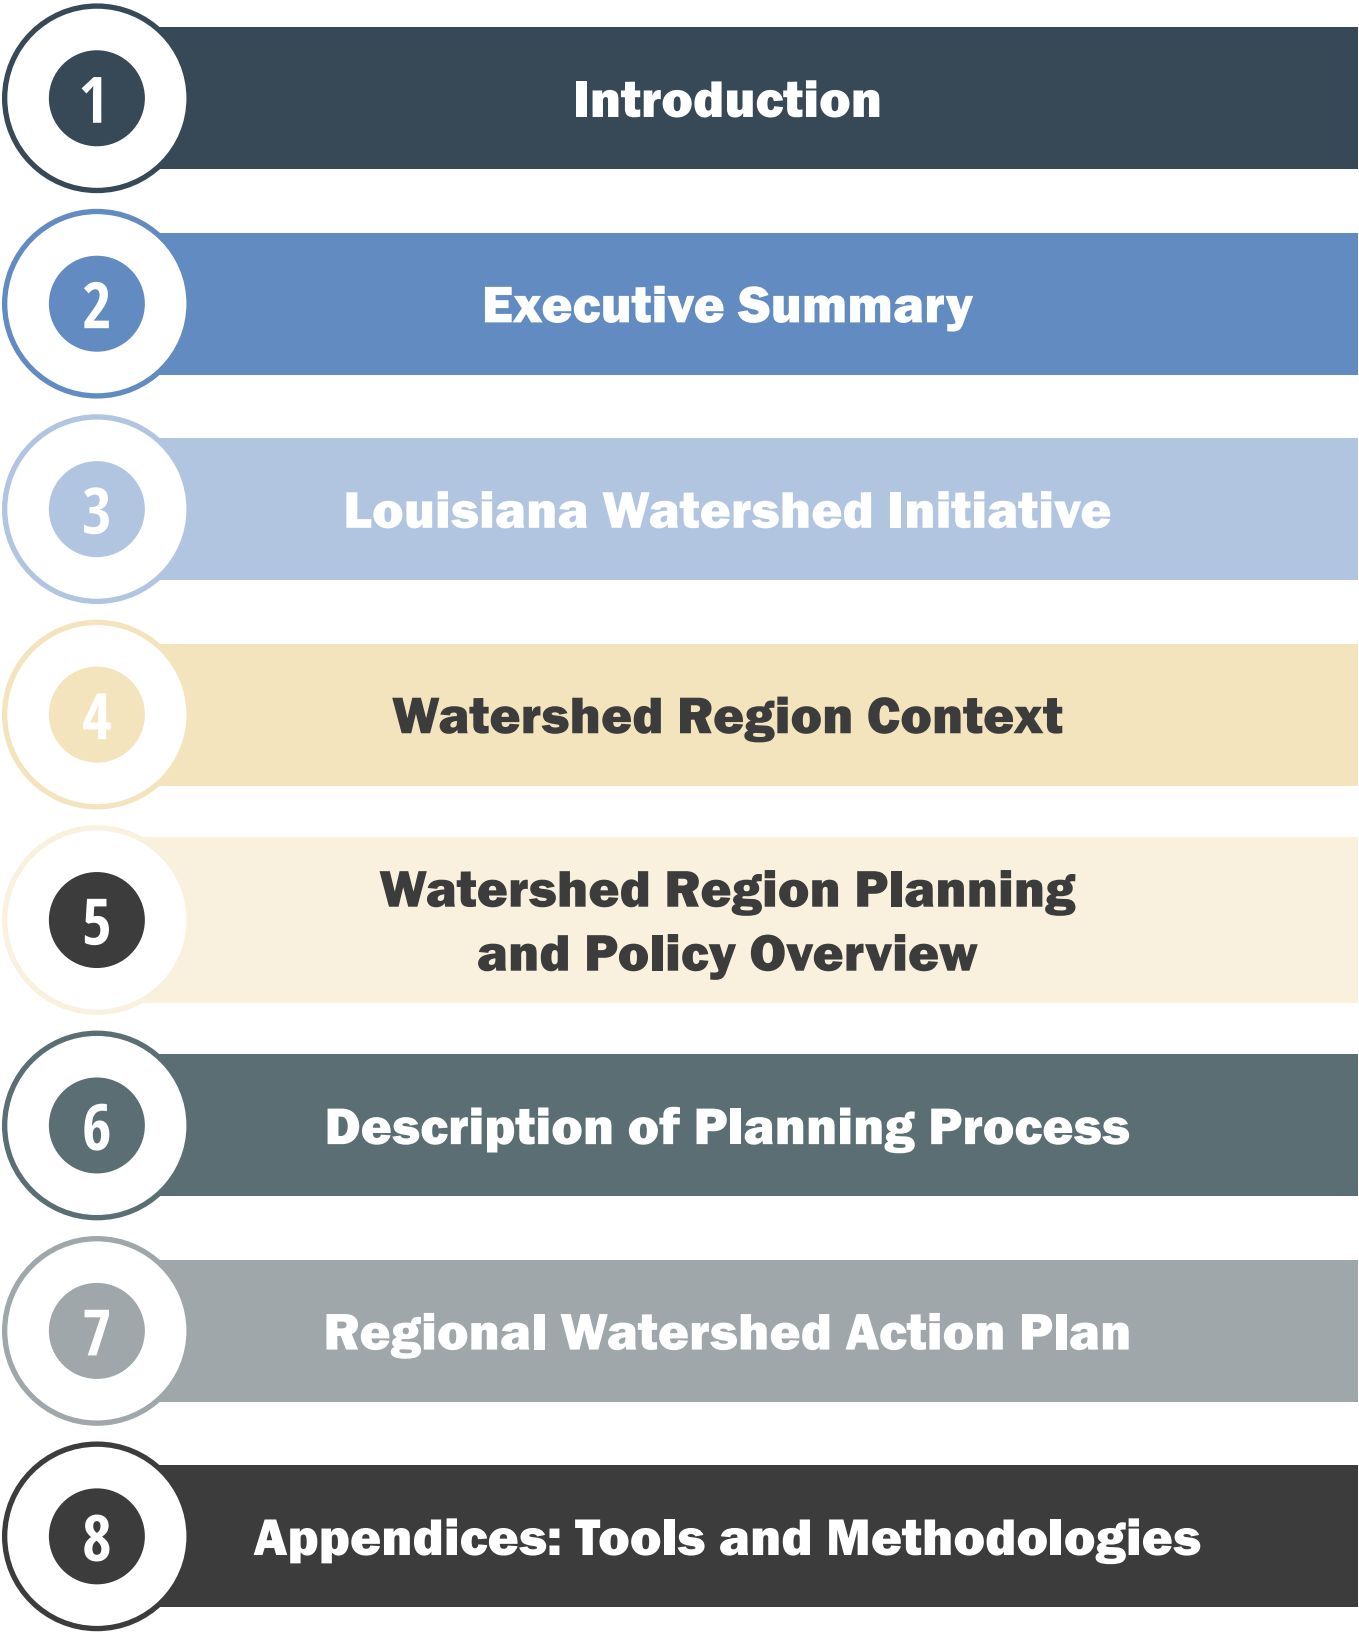 1
Introduction
2
Executive Summary
3
Louisiana Watershed Initiative
4
Watershed Region Context
5
Watershed Region Planning
and Policy Overview
6
Description of Planning Process
7
Regional Watershed Action Plan
8
Appendices: Tools and Methodologies